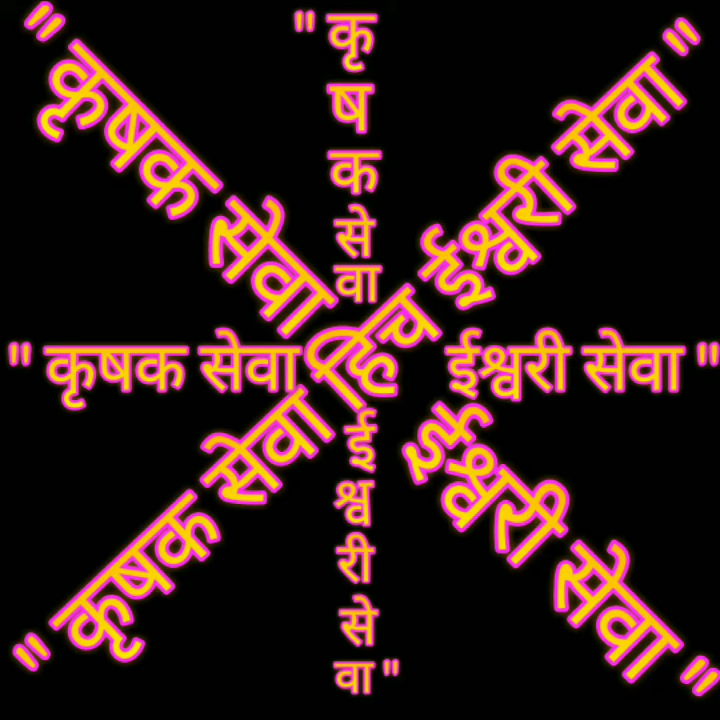 " कृषक सेवा
" कृषक सेवा
" कृषक सेवा
" कृषक सेवा हिच ईश्वरी सेवा "
ईश्वरी सेवा "
ईश्वरी सेवा "
ईश्वरी सेवा "